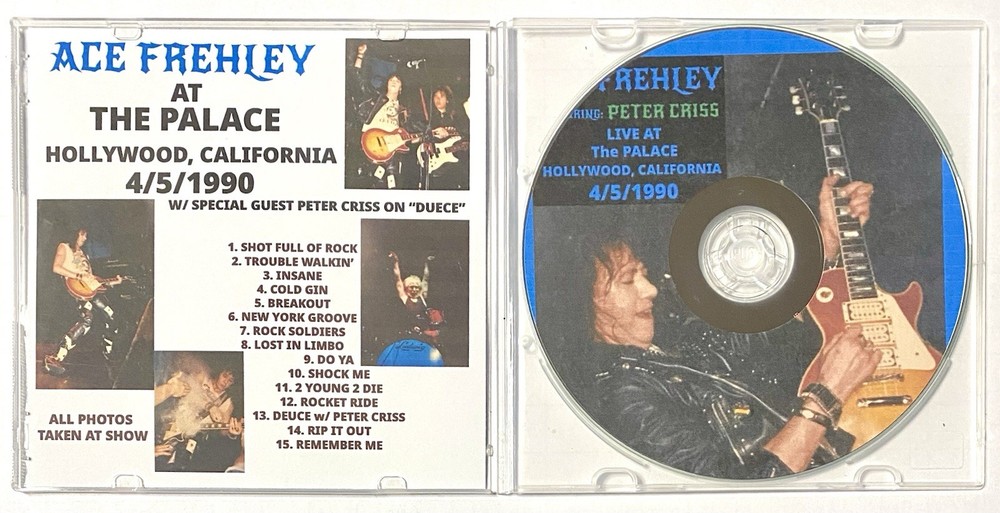 ACE FREHLEY
AT
THE PALACE
HOLLYWOOD, CALIFORNIA
4/5/1990
W/ SPECIAL GUEST PETER CRISS ON “DUECE”
1. SHOT FULL OF ROCK
2. TROUBLE WALKIN’
3. INSANE
4. COLD GIN
5. BREAKOUT
6. NEW YORK GROOVE
7. ROCK SOLDIERS
8. LOST IN LIMBO
9. DO YA
10. SHOCK ME
11. 2 YOUNG 2 DIE
12. ROCKET RIDE
13. DEUCE w/ PETER CRISS
14. RIP IT OUT
15. REMEMBER ME
ALL PHOTOS
TAKEN AT SHOW
FREHLEY
RING: PETER CRISS
LIVE AT
The PALACE
HOLLYWOOD, CALIFORNIA
4/5/1990